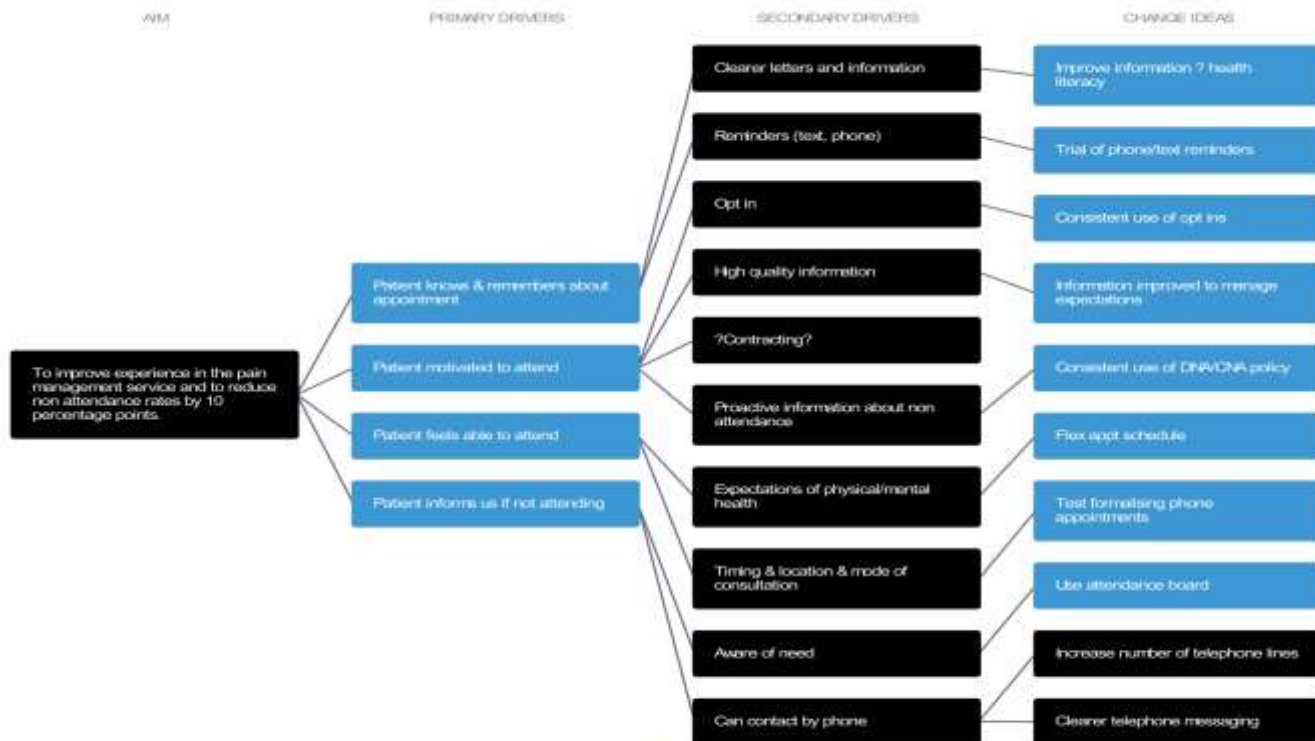 AIM
PRIMARY DRIVERS
SECONDARY DRIVERS
CHANGE IDEAS
To improve experience in the pain
management service and to reduce
non attendance rates by 10
percentage points.
Patient knows & remembers about
appointment
Patient motivated to attend
Patient feels able to attend
Patient informs us if not attending
Clearer letters and information
Reminders (text, phone)
Opt in
High quality information
?Contracting?
Proactive information about non
attendance
Expectations of physical/mental
health
Timing & location & mode of
consultation
Aware of need
Can contact by phone
Improve information ? health
literacy
Trial of phone/text reminders
Consistent use of opt ins
Information improved to manage
expectations
Consistent use of DNA/CNA policy
Flex appt schedule
Test formalising phone
appointments
Use attendance board
Increase number of telephone lines
Clearer telephone messaging